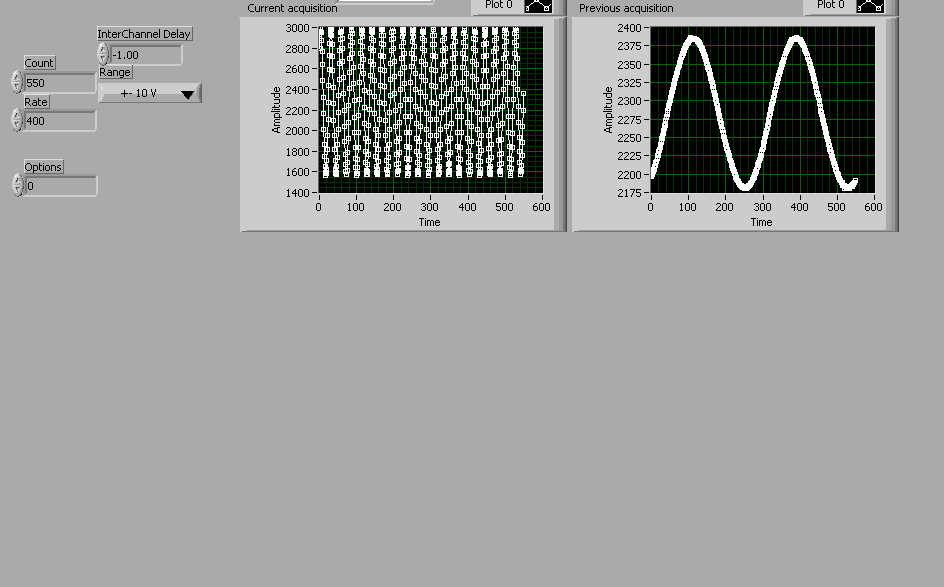 InterChannel Delay
-1.00
Count
550
Range
+- 10 V
Rate
400
Options
0
Current acquisition
Plot 0
3000
2800
2600
2400
2200
2000
1800
1600
1400
Amplitude
0 100 200 300 400 500 600
Time
Previous acquisition
Plot 0
2400
2375
2350
2325
2300
2275
2250
2225
2200
2175
Amplitude
0 100 200 300 400 500 600
Time